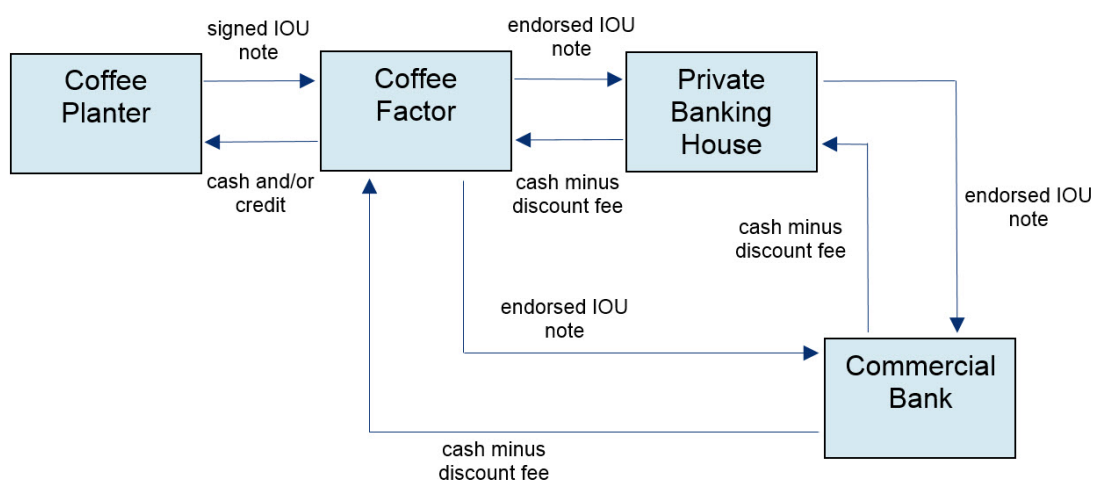 signed IOU
note
endorsed IOU
note
Coffee
Planter
Coffee
Factor
Private
Banking
House
cash and/or
credit
cash minus
discount fee
endorsed IOU
note
cash minus
discount fee
endorsed IOU
note
Commercial
Bank
cash minus
discount fee